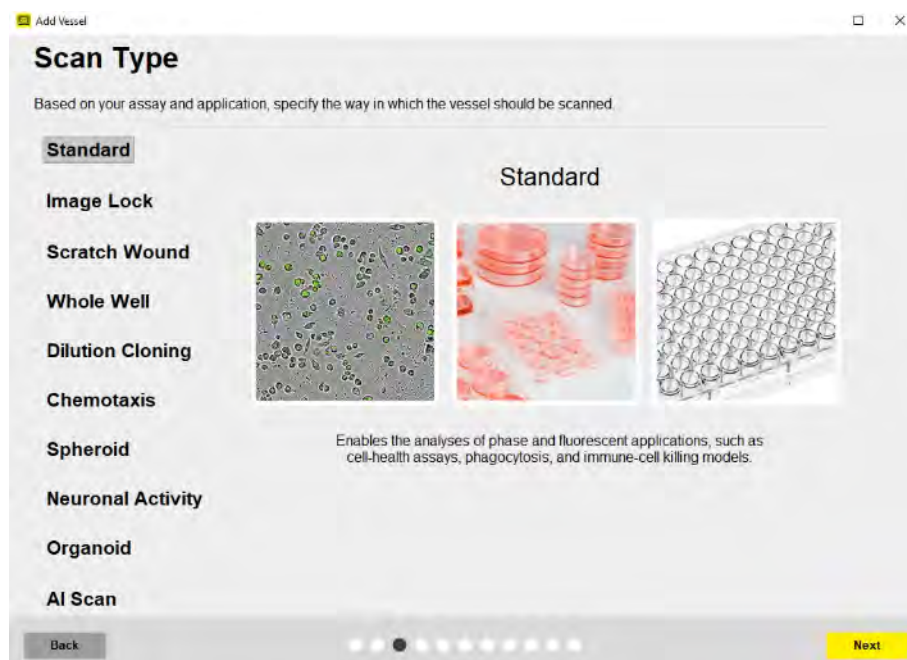 Add Vessel
Scan Type
Based on your assay and application, specify the way in which the vessel should be scanned.
Standard
Image Lock
Scratch Wound
Whole Well
Dilution Cloning
Chemotaxis
Spheroid
Neuronal Activity
Organoid
AI Scan
Standard
Enables the analyses of phase and fluorescent applications, such as
cell-health assays, phagocytosis, and immune-cell killing models.
Back
Next